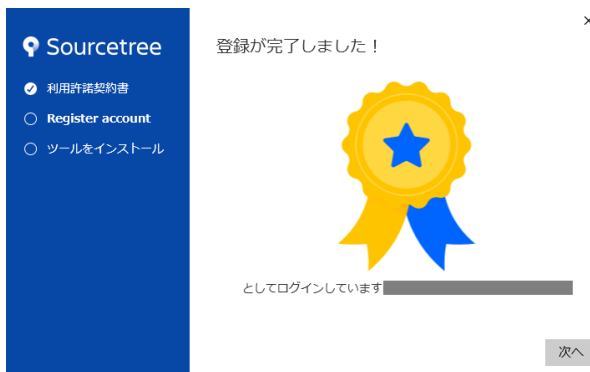 Sourcetree
利用許諾契約書
Register account
ツールをインストール
登録が完了しました！
としてログインしています
次へ